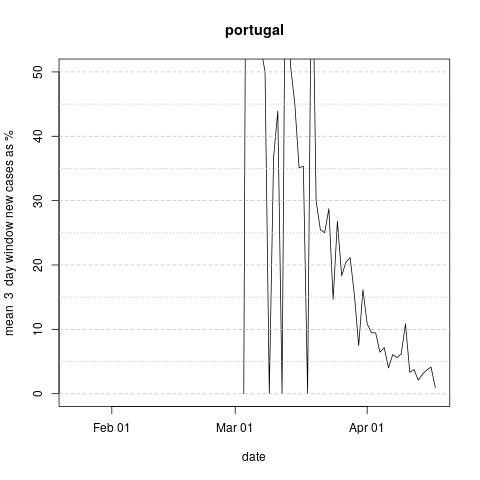 portugal
mean  3  day window new cases as %
50
40
30
20
10
0
Feb 01
Mar 01
Apr 01
date